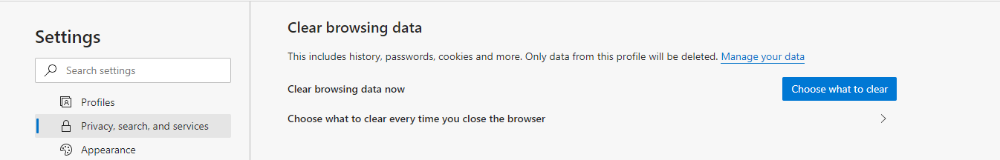 Settings
Search settings
Profiles
Privacy, search, and services
Appearance
Clear browsing data
This includes history, passwords, cookies and more. Only data from this profile will be deleted. Manage your data
Clear browsing data now
Choose what to clear
Choose what to clear every time you close the browser